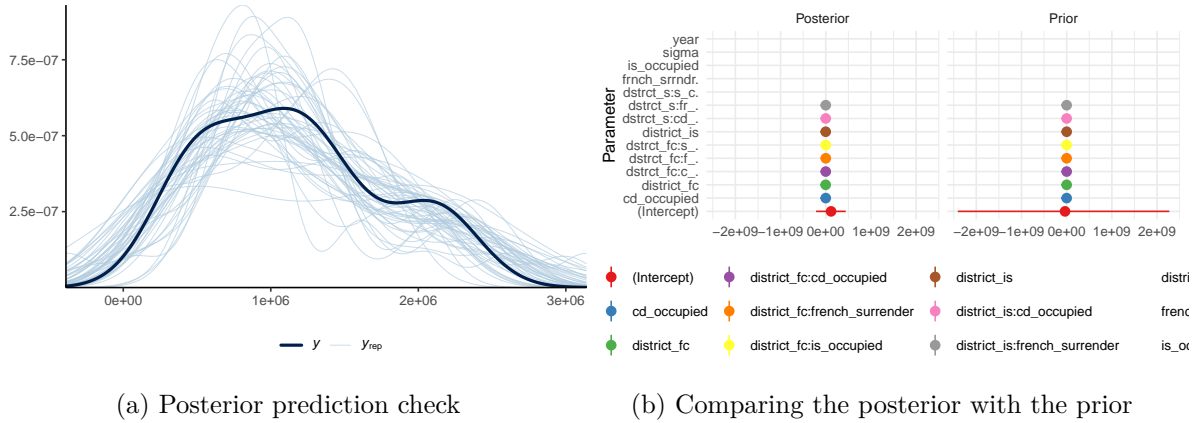 7.5e−07
5.0e−07
2.5e−07
0e+00
1e+06
2e+06
3e+06
y
yrep
(a) Posterior prediction check
Posterior
Prior
Parameter
year
sigma
is_occupied
frnch_srrndr.
dstrct_s:s_c.
dstrct_s:fr_.
dstrct_s:cd_.
district_is
dstrct_fc:s_.
dstrct_fc:f_.
dstrct_fc:c_.
district_fc
cd_occupied
(Intercept)
−2e+09−1e+09 0e+00 1e+09 2e+09
−2e+09−1e+09 0e+00 1e+09 2e+09
(Intercept) district_fc:cd_occupied district_is distri
cd_occupied district_fc:french_surrender district_is:cd_occupied frenc
district_fc district_fc:is_occupied district_is:french_surrender is_oc
(b) Comparing the posterior with the prior